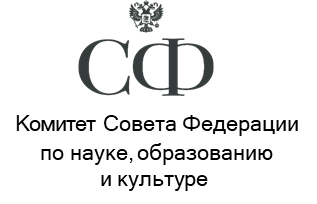 СФ
Комитет Совета Федерации
по науке, образованию
и культуре